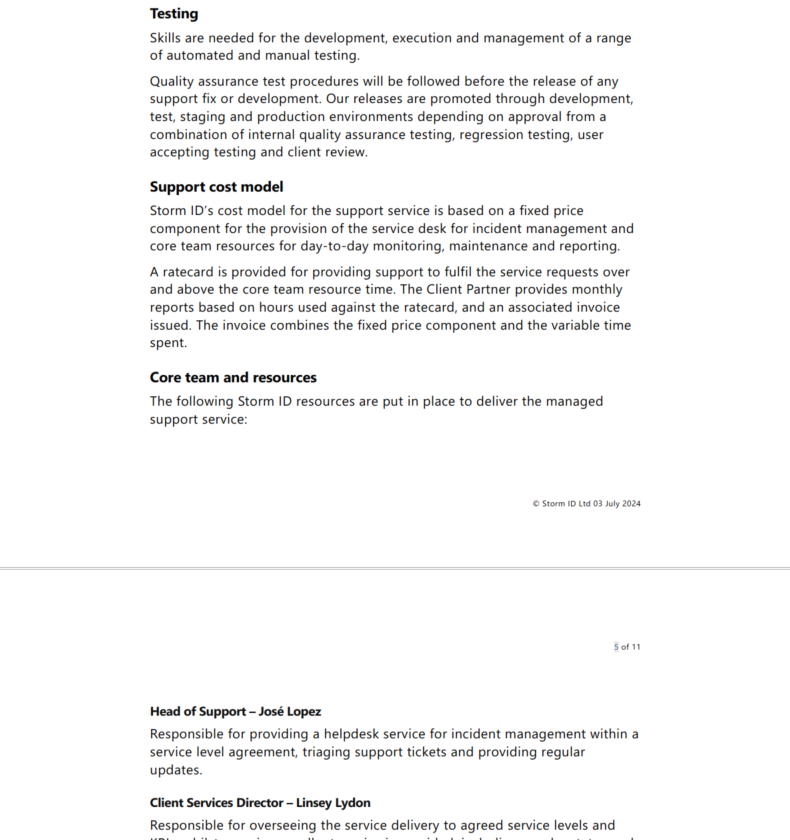 Testing
Skills are needed for the development, execution and management of a range
of automated and manual testing.
Quality assurance test procedures will be followed before the release of any
support fix or development. Our releases are promoted through development,
test, staging and production environments depending on approval from a
combination of internal quality assurance testing, regression testing, user
accepting testing and client review.
Support cost model
Storm ID's cost model for the support service is based on a fixed price
component for the provision of the service desk for incident management and
core team resources for day-to-day monitoring, maintenance and reporting.
A ratecard is provided for providing support to fulfil the service requests over
and above the core team resource time. The Client Partner provides monthly
reports based on hours used against the ratecard, and an associated invoice
issued. The invoice combines the fixed price component and the variable time
spent.
Core team and resources
The following Storm ID resources are put in place to deliver the managed
support service:
© Storm ID Ltd 03 July 2024
5 of 11
Head of Support – José Lopez
Responsible for providing a helpdesk service for incident management within a
service level agreement, triaging support tickets and providing regular
updates.
Client Services Director – Linsey Lydon
Responsible for overseeing the service delivery to agreed service levels and